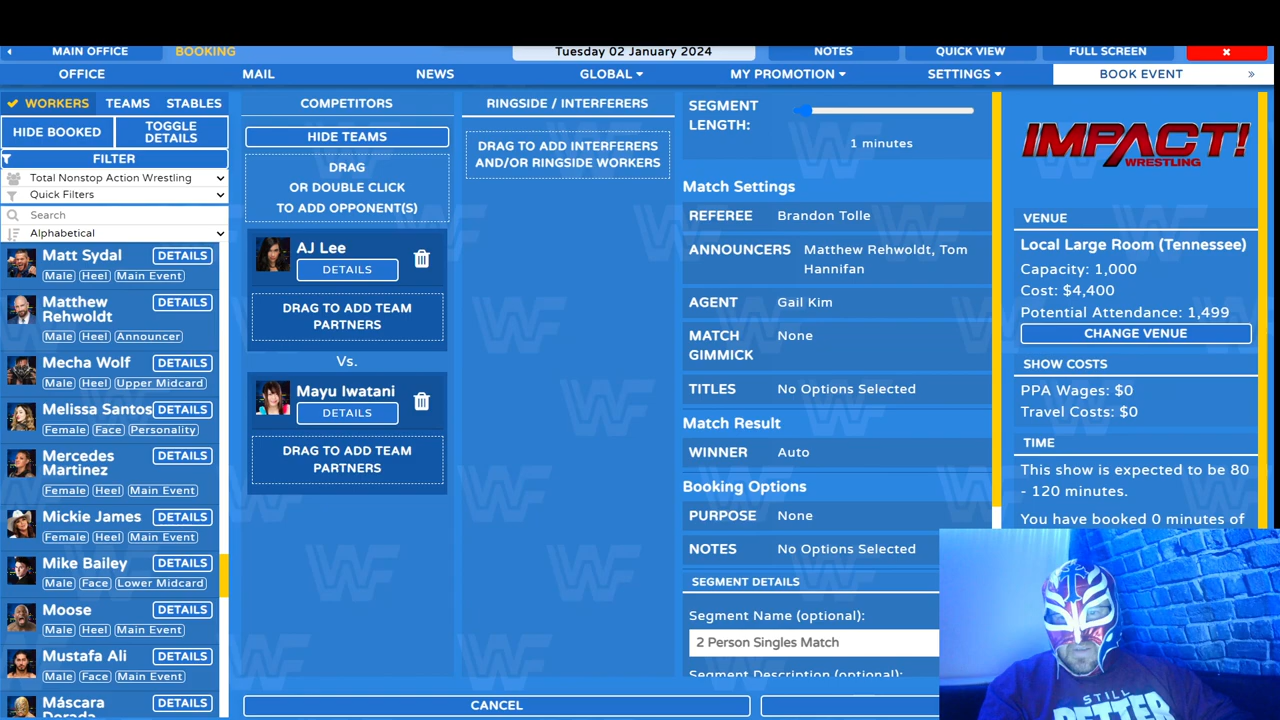 MAIN OFFICE
BOOKING
Tuesday 02 January 2024
NOTES
QUICK VIEW
FULL SCREEN
OFFICE
MAIL
NEWS
GLOBAL
MY PROMOTION
SETTINGS
BOOK EVENT
WORKERS
TEAMS
STABLES
HIDE BOOKED
TOGGLE
DETAILS
FILTER
Total Nonstop Action Wrestling
Quick Filters
Search
Alphabetical
Matt Sydal
DETAILS
Male Heel Main Event
Matthew
Rehwoldt
DETAILS
Male Heel Announcer
Mecha Wolf
DETAILS
Male Heel Upper Midcard
Melissa Santos
DETAILS
Female Face Personality
Mercedes
Martinez
DETAILS
Female Heel Main Event
Mickie James
DETAILS
Female Heel Main Event
Mike Bailey
DETAILS
Male Face Lower Midcard
Moose
DETAILS
Male Heel Main Event
Mustafa Ali
DETAILS
Male Face Main Event
Máscara
Dorada
DETAILS
COMPETITORS
HIDE TEAMS
DRAG
OR DOUBLE CLICK
TO ADD OPPONENT(S)
AJ Lee
DETAILS
DRAG TO ADD TEAM
PARTNERS
Vs.
Mayu Iwatani
DETAILS
DRAG TO ADD TEAM
PARTNERS
RINGSIDE / INTERFERERS
DRAG TO ADD INTERFERERS
AND/OR RINGSIDE WORKERS
SEGMENT
LENGTH:
1 minutes
Match Settings
REFEREE Brandon Tolle
ANNOUNCERS Matthew Rehwoldt, Tom
Hannifan
AGENT Gail Kim
MATCH
GIMMICK
None
TITLES No Options Selected
Match Result
WINNER Auto
Booking Options
PURPOSE None
NOTES No Options Selected
SEGMENT DETAILS
Segment Name (optional):
2 Person Singles Match
Segment Description (optional):
CANCEL
IMPACT!
WRESTLING
VENUE
Local Large Room (Tennessee)
Capacity: 1,000
Cost: $4,400
Potential Attendance: 1,499
CHANGE VENUE
SHOW COSTS
PPA Wages: $0
Travel Costs: $0
TIME
This show is expected to be 80
- 120 minutes.
You have booked 0 minutes of
STILL
BETTER